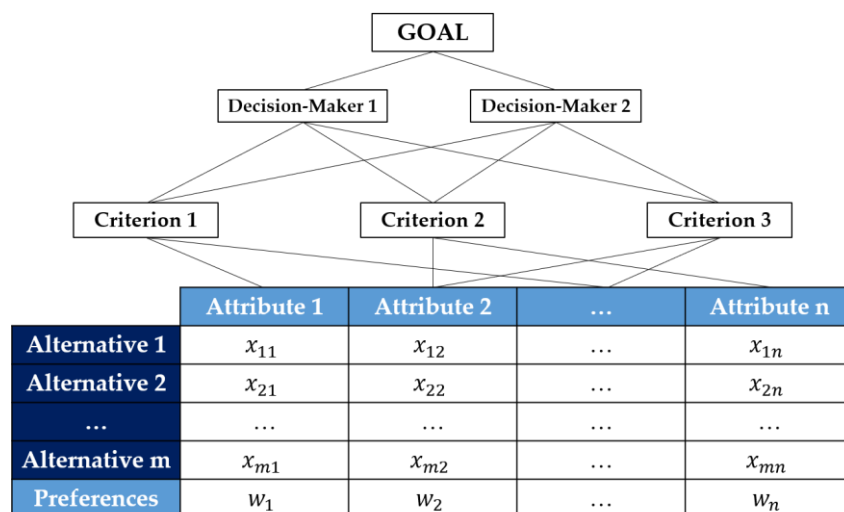 GOAL
Decision-Maker 1 Decision-Maker 2
Criterion 1 Criterion 2 Criterion 3
Attribute 1 Attribute 2 … Attribute n
Alternative 1 x₁₁ x₁₂ … x₁ₙ
Alternative 2 x₂₁ x₂₂ … x₂ₙ
… … … … …
Alternative m xₘ₁ xₘ₂ … xₘₙ
Preferences w₁ w₂ … wₙ